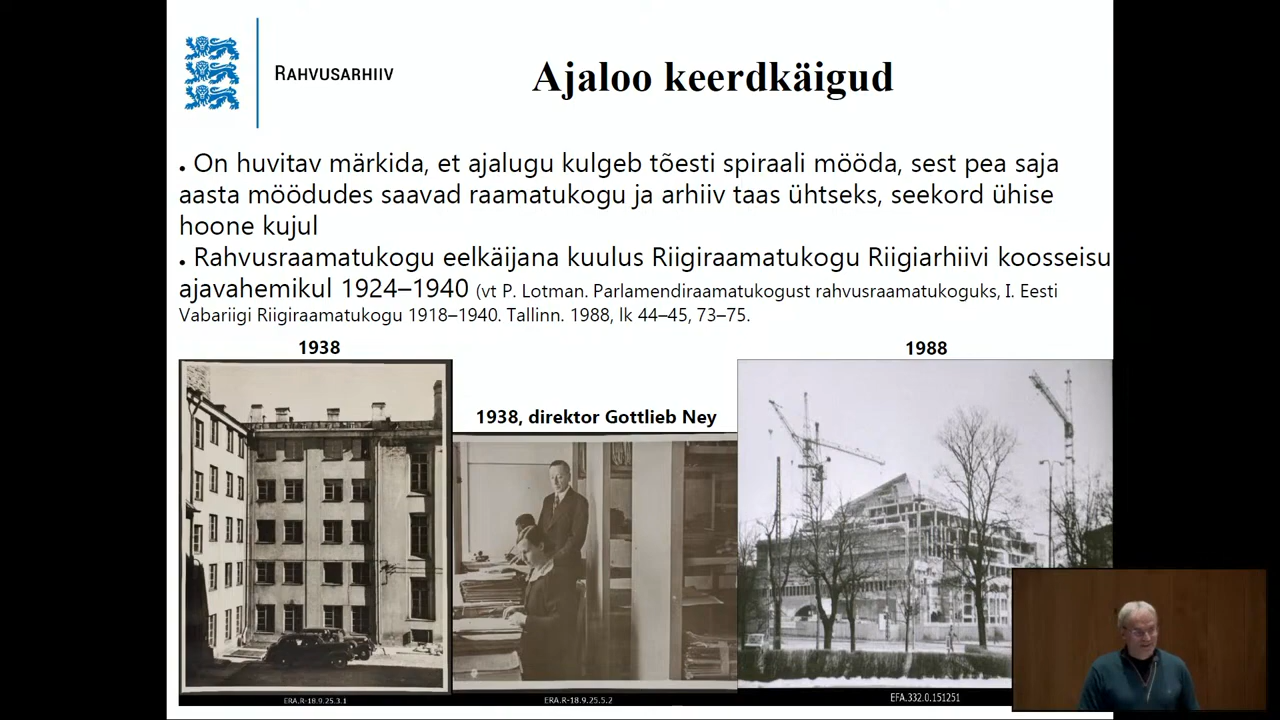 RAHVUSARHIIV
Ajaloo keerdkäigud
• On huvitav märkida, et ajalugu kulgeb tõesti spiraali mööda, sest pea saja
aasta möödudes saavad raamatukogu ja arhiiv taas ühtseks, seekord ühise
hoone kujul
• Rahvusraamatukogu eelkäijana kuulus Riigiraamatukogu Riigiarhiivi koosseisu
ajavahemikul 1924–1940 (vt P. Lotman. Parlamendiraamatukogust rahvusraamatukoguks, I. Eesti
Vabariigi Riigiraamatukogu 1918–1940. Tallinn. 1988, lk 44–45, 73–75.
1938
1988
1938, direktor Gottlieb Ney
ERA.R-18.9.25.3.1
ERA.R-18.9.25.5.2
EFA.332.0.151251